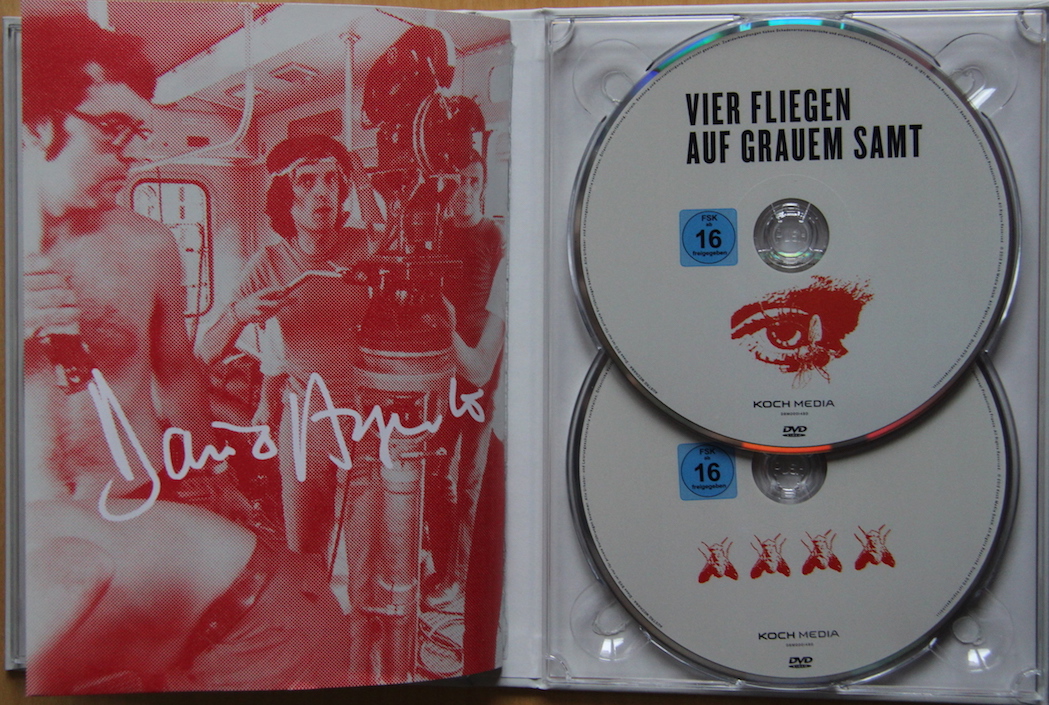 Dario Argento
VIER FLIEGEN
AUF GRAUEM SAMT
FSK
ab
16
freigegeben
KOCH MEDIA
DVD
FSK
ab
16
freigegeben
KOCH MEDIA
DVD